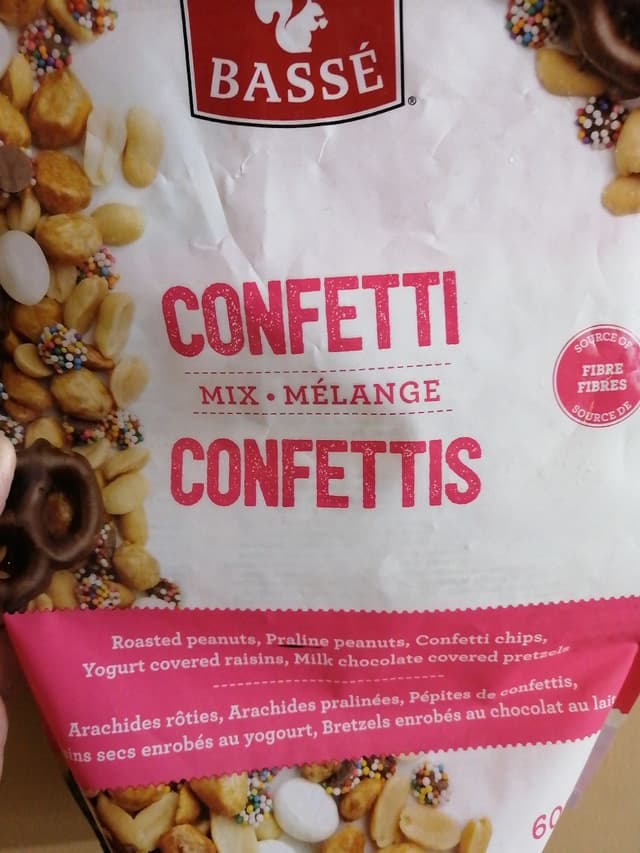 BASSÉ®
CONFETTI
MIX • MÉLANGE
CONFETTIS
SOURCE OF
FIBRE
FIBRES
SOURCE DE
Roasted peanuts, Praline peanuts, Confetti chips,
Yogurt covered raisins, Milk chocolate covered pretzels
Arachides rôties, Arachides pralinées, Pépites de confettis,
secs enrobés au yogourt, Bretzels enrobés au chocolat au lait